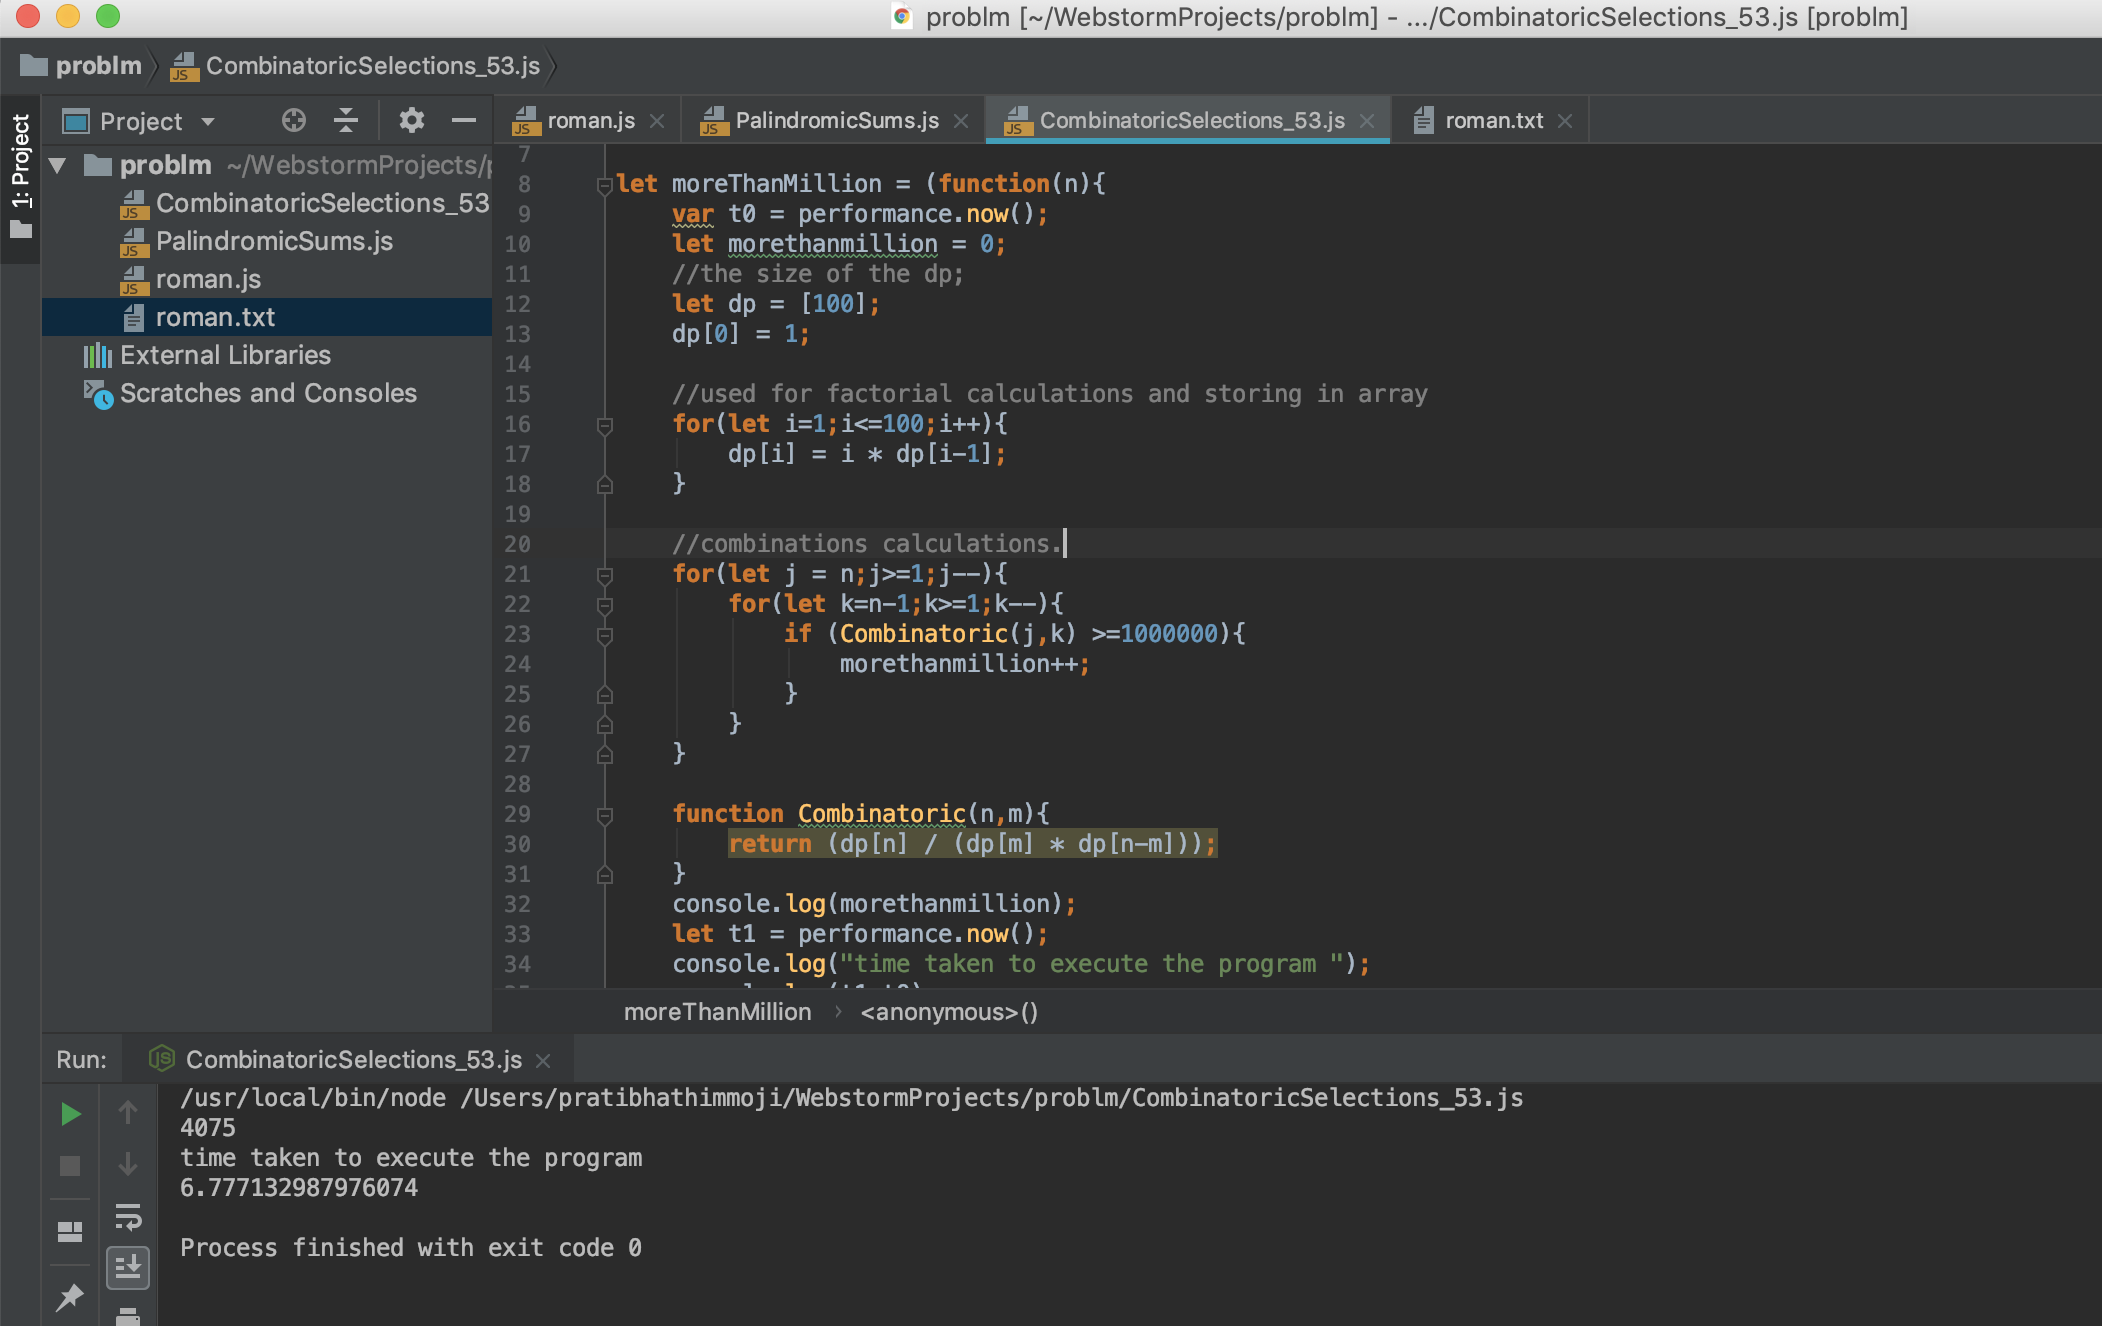 problm [~/WebstormProjects/problm] - .../CombinatoricSelections_53.js [problm]
problm
JS CombinatoricSelections_53.js
1: Project
Project
problm ~/WebstormProjects/
JS CombinatoricSelections_53
JS PalindromicSums.js
JS roman.js
roman.txt
External Libraries
Scratches and Consoles
JS roman.js
JS PalindromicSums.js
JS CombinatoricSelections_53.js
roman.txt
7
8 let moreThanMillion = (function(n){
9 var t0 = performance.now();
10 let morethanmillion = 0;
11 //the size of the dp;
12 let dp = [100];
13 dp[0] = 1;
14
15 //used for factorial calculations and storing in array
16 for(let i=1;i<=100;i++){
17 dp[i] = i * dp[i-1];
18 }
19
20 //combinations calculations.
21 for(let j = n;j>=1;j--){
22 for(let k=n-1;k>=1;k--){
23 if (Combinatoric(j,k) >=1000000){
24 morethanmillion++;
25 }
26 }
27 }
28
29 function Combinatoric(n,m){
30 return (dp[n] / (dp[m] * dp[n-m]));
31 }
32 console.log(morethanmillion);
33 let t1 = performance.now();
34 console.log("time taken to execute the program ");
moreThanMillion › <anonymous>()
Run:
JS CombinatoricSelections_53.js
/usr/local/bin/node /Users/pratibhathimmoji/WebstormProjects/problm/CombinatoricSelections_53.js
4075
time taken to execute the program
6.777132987976074
Process finished with exit code 0